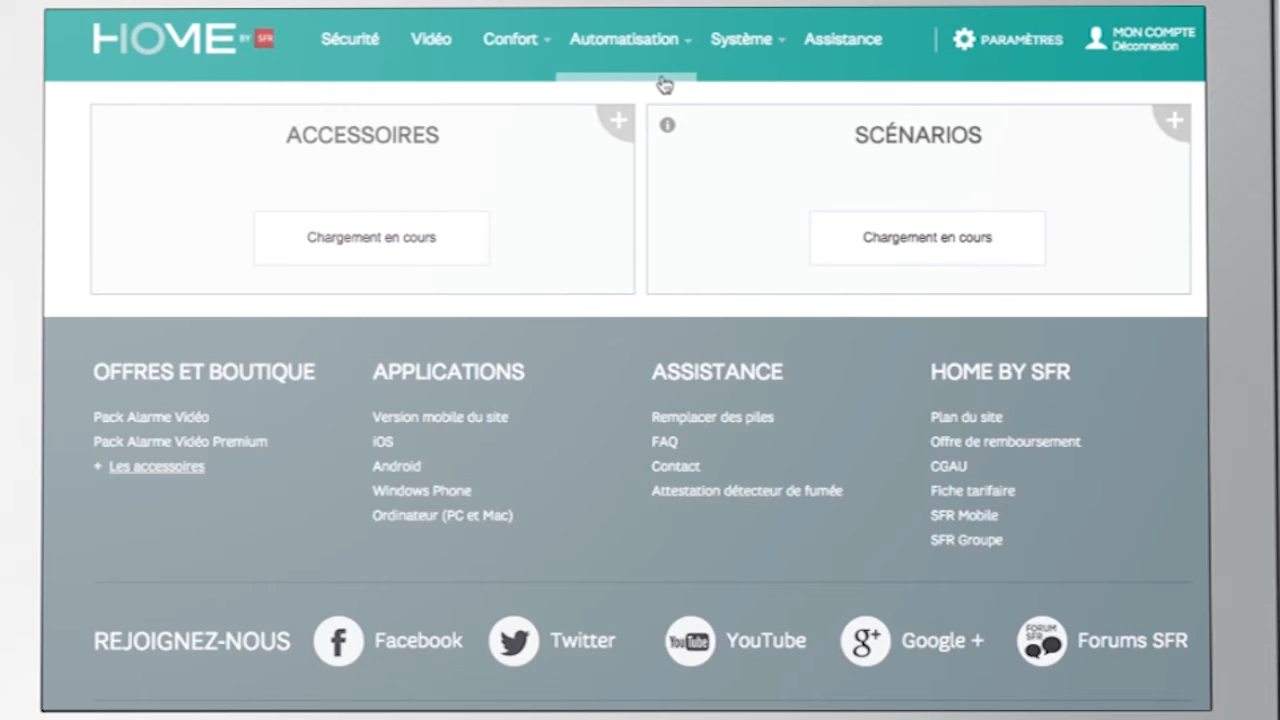 HOME BY SFR
Sécurité
Vidéo
Confort
Automatisation
Système
Assistance
PARAMÈTRES
MON COMPTE
Déconnexion
ACCESSOIRES
Chargement en cours
SCÉNARIOS
Chargement en cours
OFFRES ET BOUTIQUE
Pack Alarme Vidéo
Pack Alarme Vidéo Premium
+ Les accessoires
APPLICATIONS
Version mobile du site
iOS
Android
Windows Phone
Ordinateur (PC et Mac)
ASSISTANCE
Remplacer des piles
FAQ
Contact
Attestation détecteur de fumée
HOME BY SFR
Plan du site
Offre de remboursement
CGAU
Fiche tarifaire
SFR Mobile
SFR Groupe
REJOIGNEZ-NOUS
Facebook
Twitter
You Tube
YouTube
g+
Google +
FORUM SFR
Forums SFR